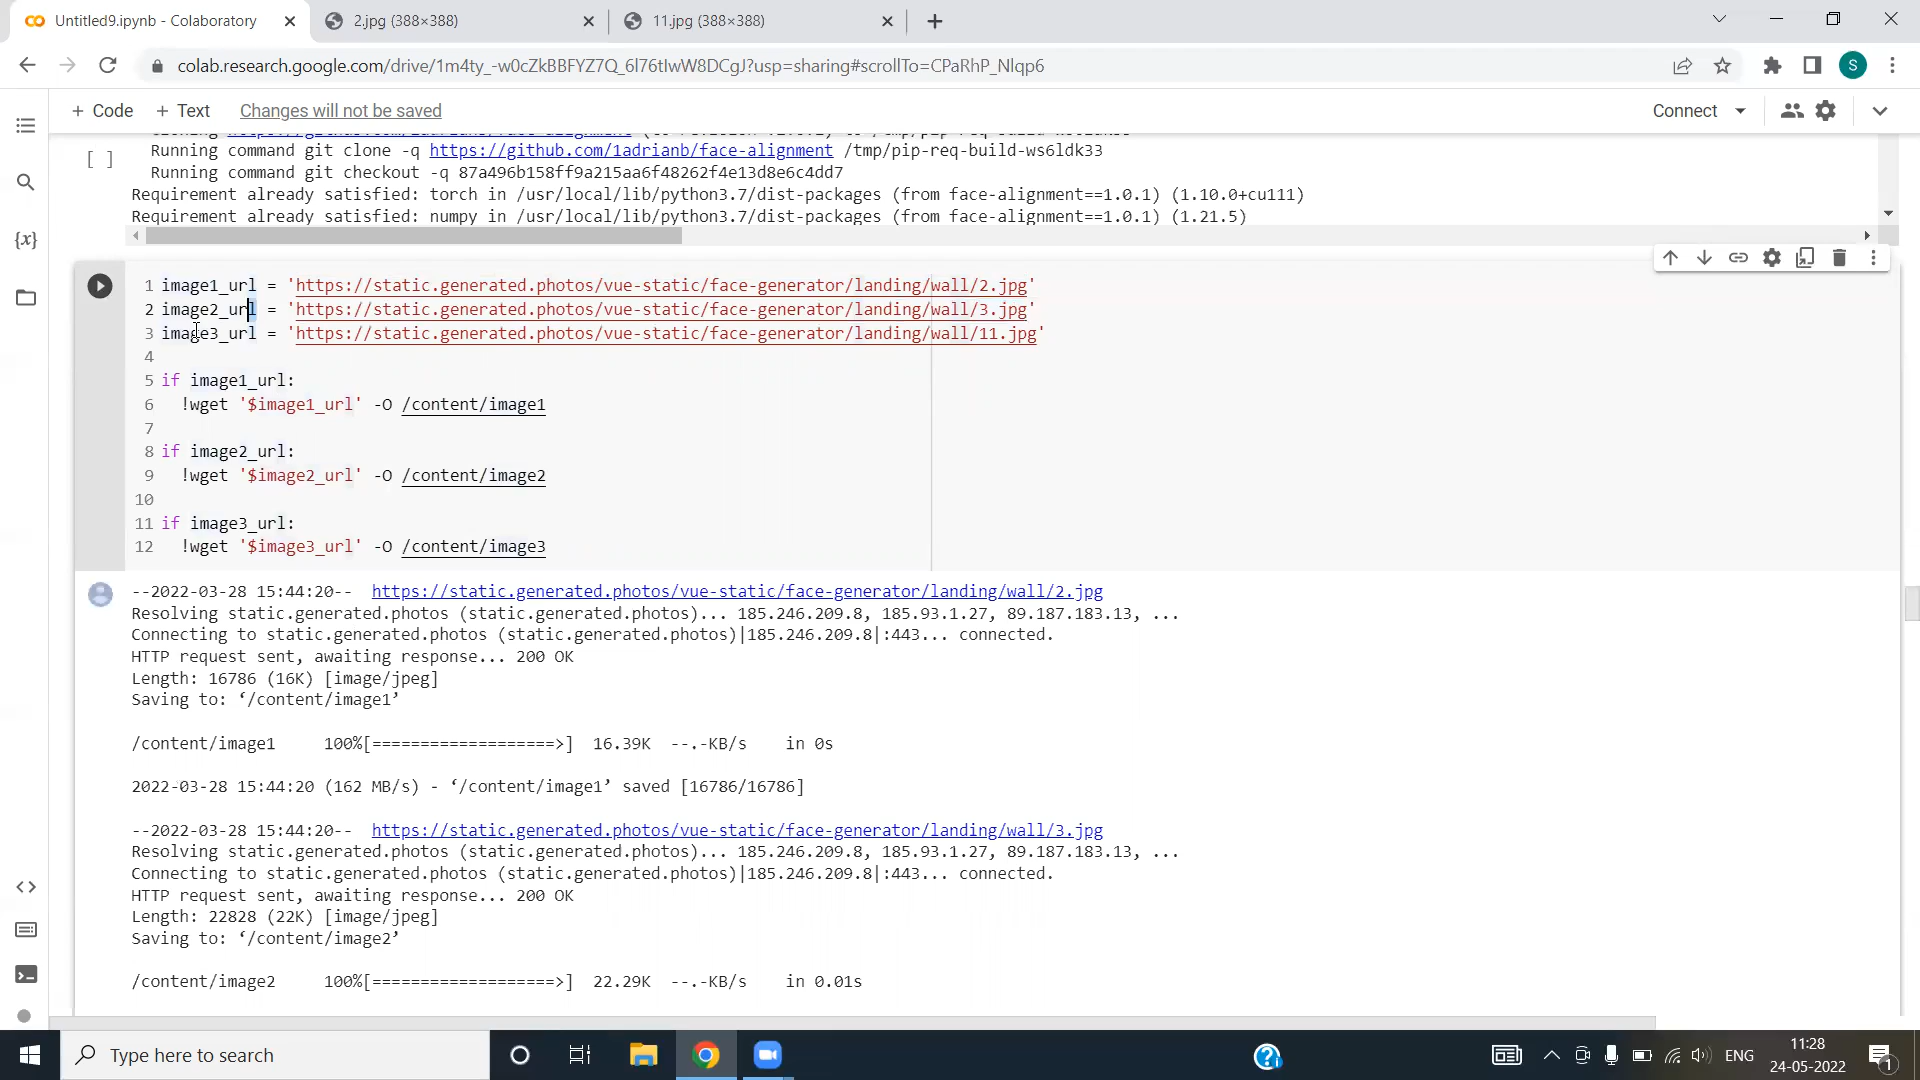 Untitled9.ipynb - Colaboratory
2.jpg (388×388)
11.jpg (388×388)
colab.research.google.com/drive/1m4ty_-w0cZkBBFYZ7Q_6l76tIwW8DCgJ?usp=sharing#scrollTo=CPaRhP_Nlqp6
S
+ Code + Text Changes will not be saved
Connect
[ ] Running command git clone -q https://github.com/1adrianb/face-alignment /tmp/pip-req-build-ws6ldk33
Running command git checkout -q 87a496b158ff9a215aa6f48262f4e13d8e6c4dd7
Requirement already satisfied: torch in /usr/local/lib/python3.7/dist-packages (from face-alignment==1.0.1) (1.10.0+cu111)
Requirement already satisfied: numpy in /usr/local/lib/python3.7/dist-packages (from face-alignment==1.0.1) (1.21.5)
{x}
1 image1_url = 'https://static.generated.photos/vue-static/face-generator/landing/wall/2.jpg'
2 image2_url = 'https://static.generated.photos/vue-static/face-generator/landing/wall/3.jpg'
3 image3_url = 'https://static.generated.photos/vue-static/face-generator/landing/wall/11.jpg'
4
5 if image1_url:
6 !wget '$image1_url' -O /content/image1
7
8 if image2_url:
9 !wget '$image2_url' -O /content/image2
10
11 if image3_url:
12 !wget '$image3_url' -O /content/image3
--2022-03-28 15:44:20-- https://static.generated.photos/vue-static/face-generator/landing/wall/2.jpg
Resolving static.generated.photos (static.generated.photos)... 185.246.209.8, 185.93.1.27, 89.187.183.13, ...
Connecting to static.generated.photos (static.generated.photos)|185.246.209.8|:443... connected.
HTTP request sent, awaiting response... 200 OK
Length: 16786 (16K) [image/jpeg]
Saving to: ‘/content/image1’
/content/image1 100%[===================>] 16.39K --.-KB/s in 0s
2022-03-28 15:44:20 (162 MB/s) - ‘/content/image1’ saved [16786/16786]
--2022-03-28 15:44:20-- https://static.generated.photos/vue-static/face-generator/landing/wall/3.jpg
Resolving static.generated.photos (static.generated.photos)... 185.246.209.8, 185.93.1.27, 89.187.183.13, ...
Connecting to static.generated.photos (static.generated.photos)|185.246.209.8|:443... connected.
HTTP request sent, awaiting response... 200 OK
Length: 22828 (22K) [image/jpeg]
Saving to: ‘/content/image2’
/content/image2 100%[===================>] 22.29K --.-KB/s in 0.01s
Type here to search
ENG
11:28
24-05-2022
1